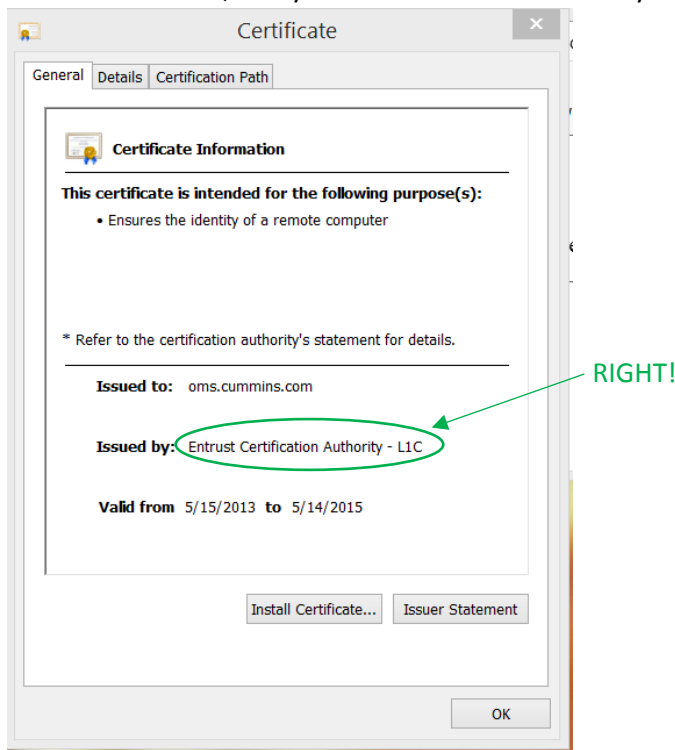 Certificate
General Details Certification Path
Certificate Information
This certificate is intended for the following purpose(s):
• Ensures the identity of a remote computer
* Refer to the certification authority's statement for details.
Issued to: oms.cummins.com
RIGHT!
Issued by: Entrust Certification Authority - L1C
Valid from 5/15/2013 to 5/14/2015
Install Certificate... Issuer Statement
OK